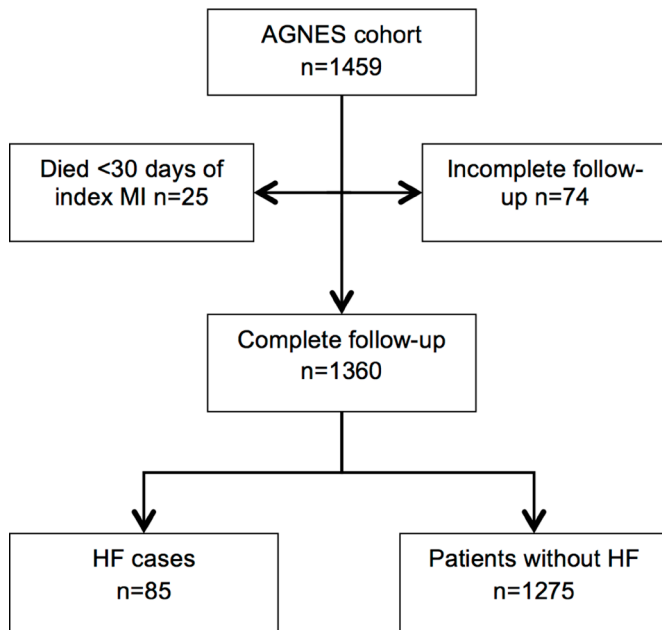 AGNES cohort
n=1459
Died <30 days of
index MI n=25
Incomplete follow-
up n=74
Complete follow-up
n=1360
HF cases
n=85
Patients without HF
n=1275